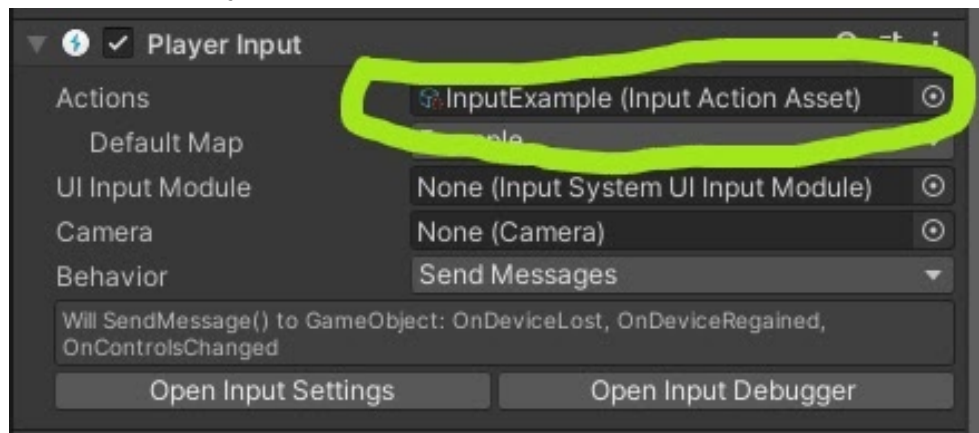 Player Input
Actions InputExample (Input Action Asset)
Default Map
UI Input Module None (Input System UI Input Module)
Camera None (Camera)
Behavior Send Messages
Will SendMessage() to GameObject: OnDeviceLost, OnDeviceRegained,
OnControlsChanged
Open Input Settings Open Input Debugger